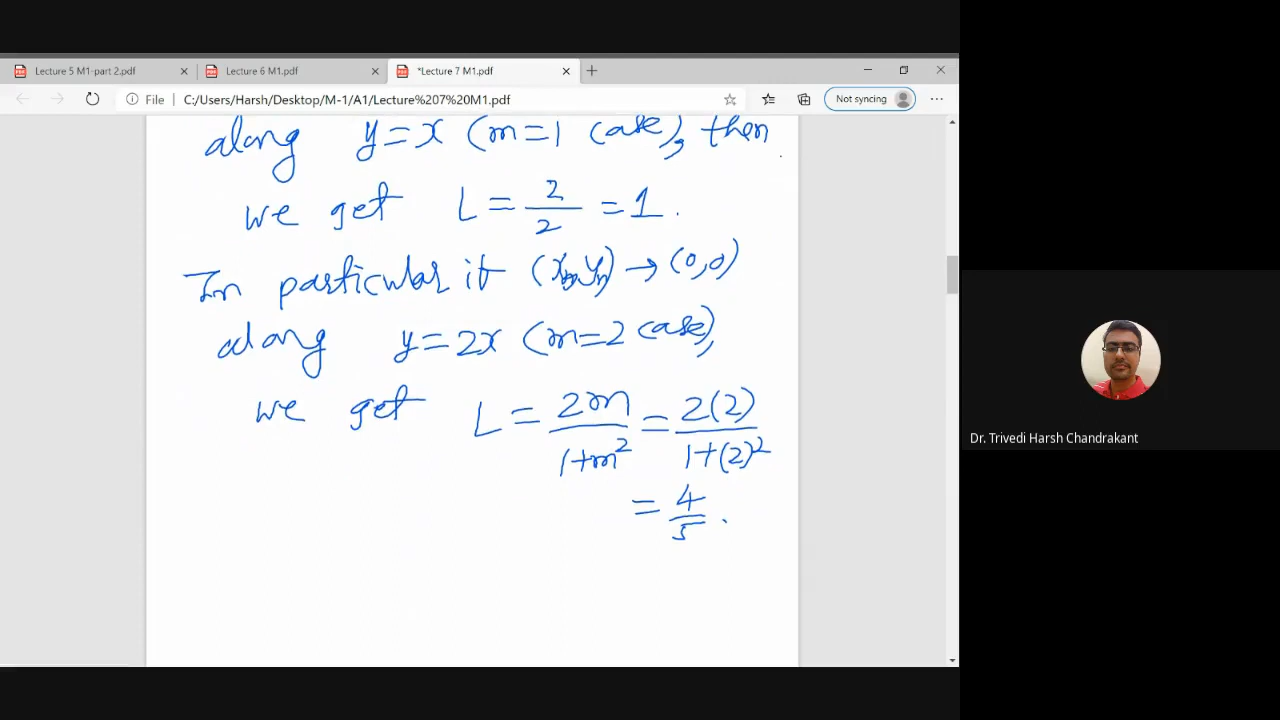 Lecture 5 M1-part 2.pdf
Lecture 6 M1.pdf
*Lecture 7 M1.pdf
File | C:/Users/Harsh/Desktop/M-1/A1/Lecture%207%20M1.pdf
Not syncing
along y=x (m=1 case), then
we get L = 2/2 = 1.
In particular if (xn,yn) → (0,0)
along y=2x (m=2 case),
we get L = 2m/1+m² = 2(2)/1+(2)²
= 4/5.
Dr. Trivedi Harsh Chandrakant